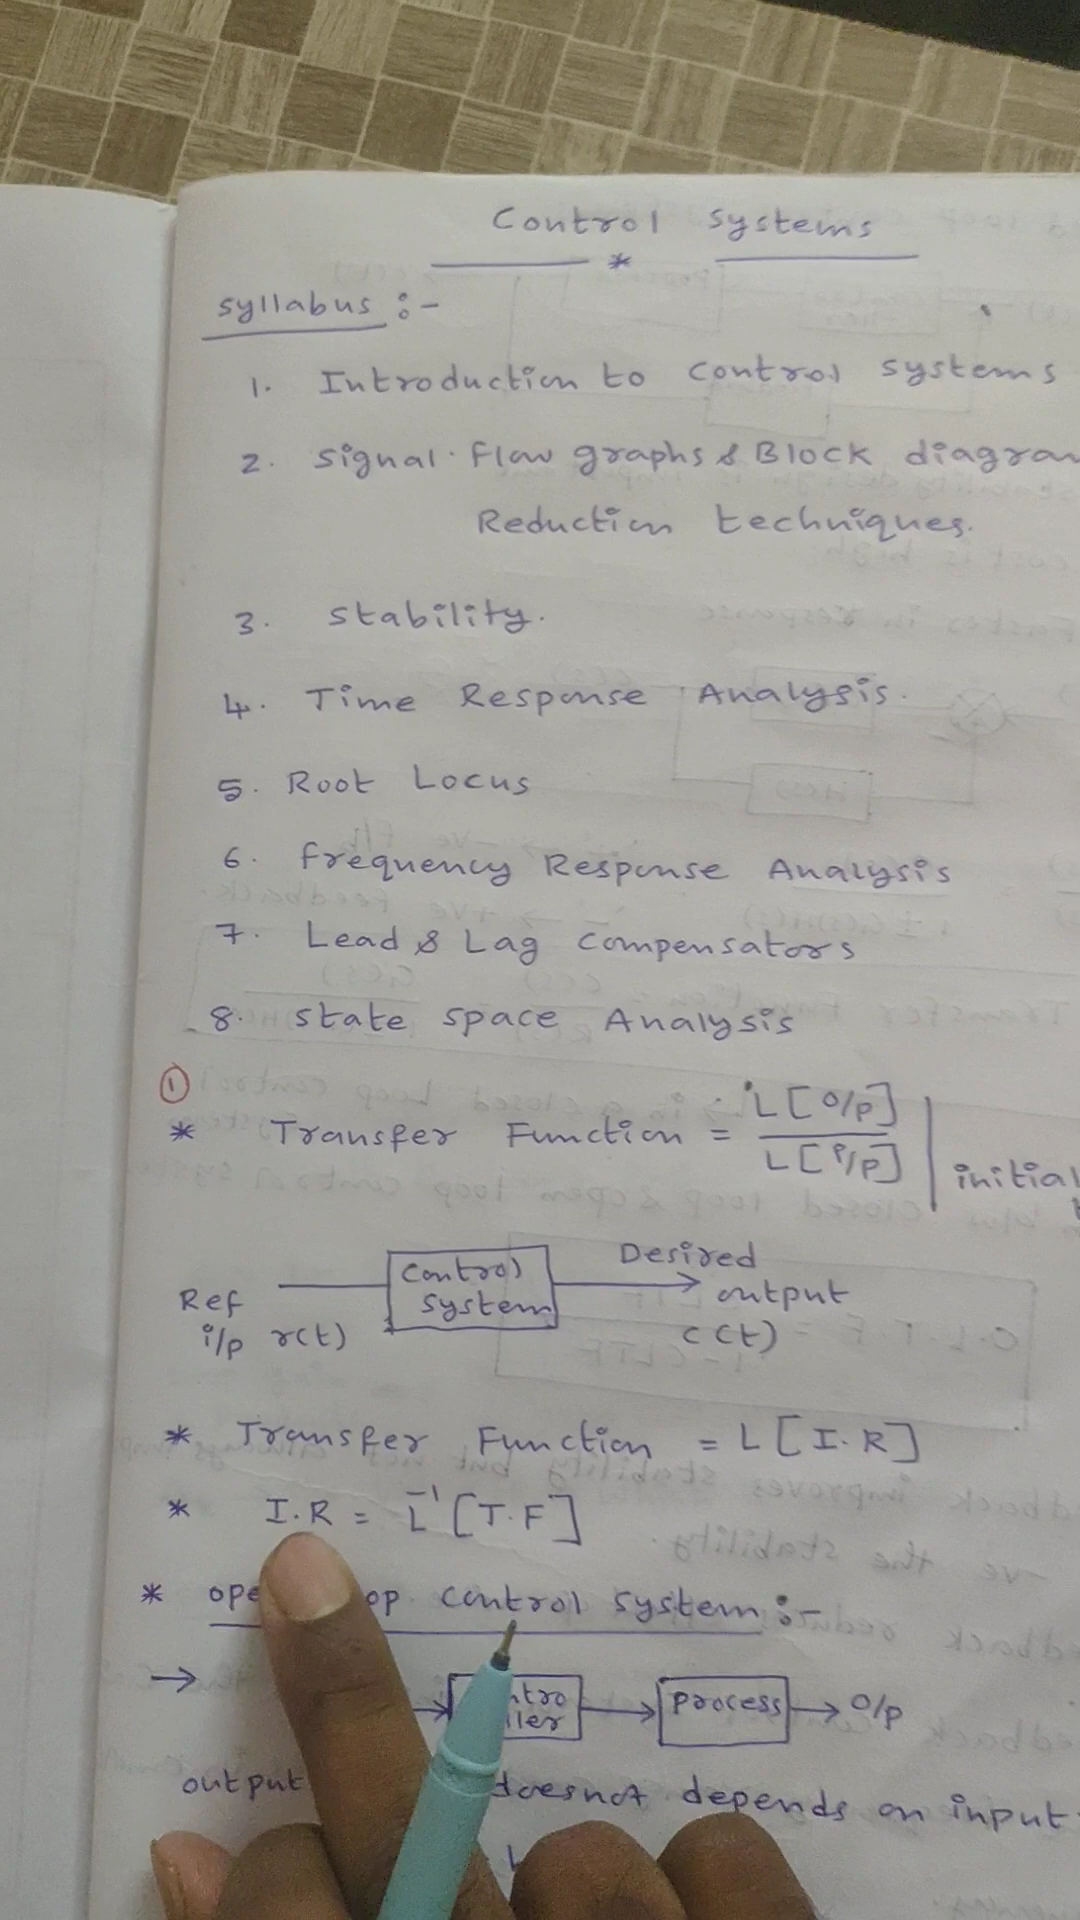 Control systems
*
syllabus :-
1. Introduction to control systems
2. Signal Flow graphs & Block diagram
Reduction techniques.
3. Stability.
4. Time Response Analysis.
5. Root Locus
6. Frequency Response Analysis
7. Lead & Lag compensators
8. state space Analysis
①
* Transfer Function = L[O/p] / L[i/p] | initial
Ref i/p r(t)
control system
Desired output c(t)
* Transfer Function = L[I.R]
* I.R = L⁻¹[T.F]
* control system :-
→ process → O/p
output doesnot depends on input